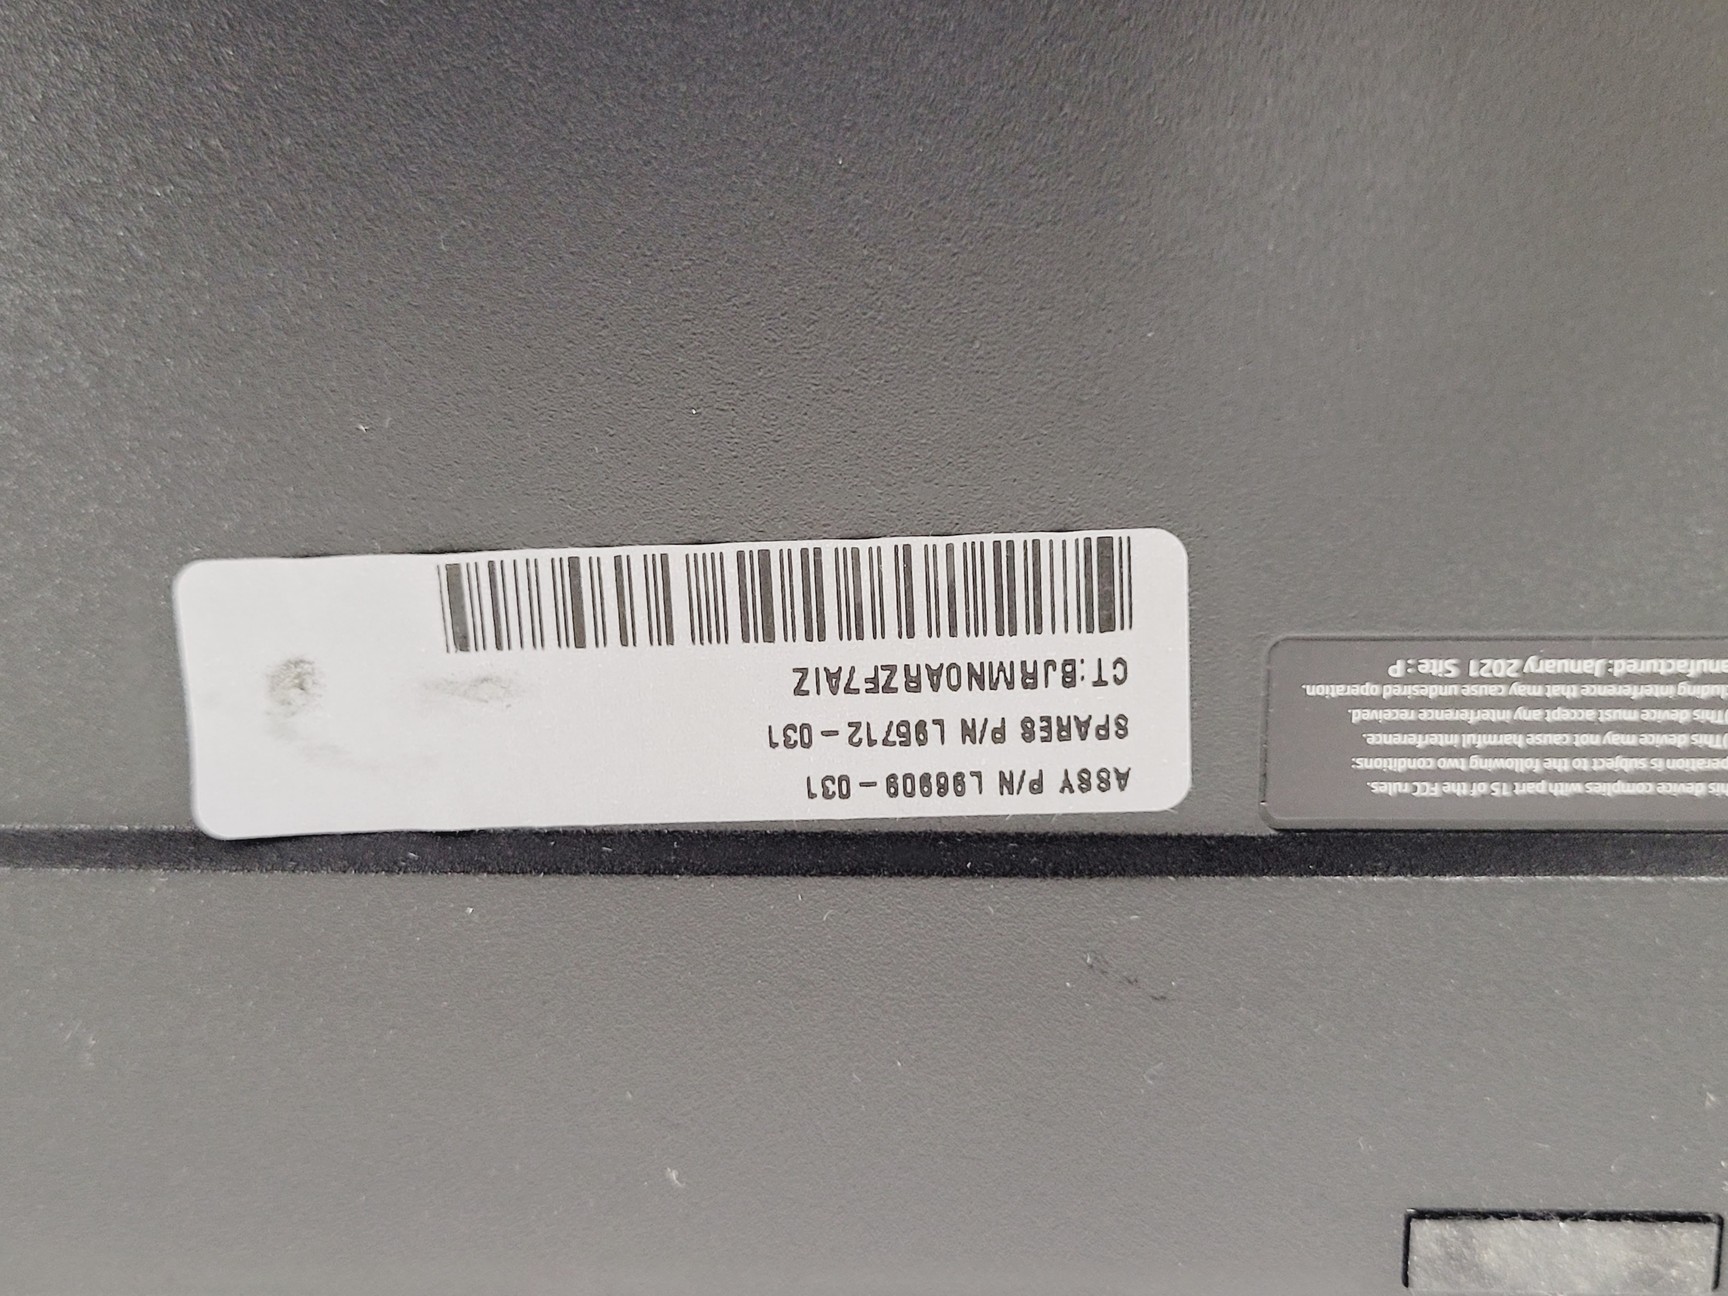 his device complies with part 15 of the FCC rules.
peration is subject to the following two conditions:
)This device may not cause harmful interference.
)This device must accept any interference received.
luding interference that may cause undesired operation.
anufactured: January 2021 Site: P
ASSY P/N L96909-031
SPARES P/N L95712-031
CT:BJRMN0ARZF7AIZ